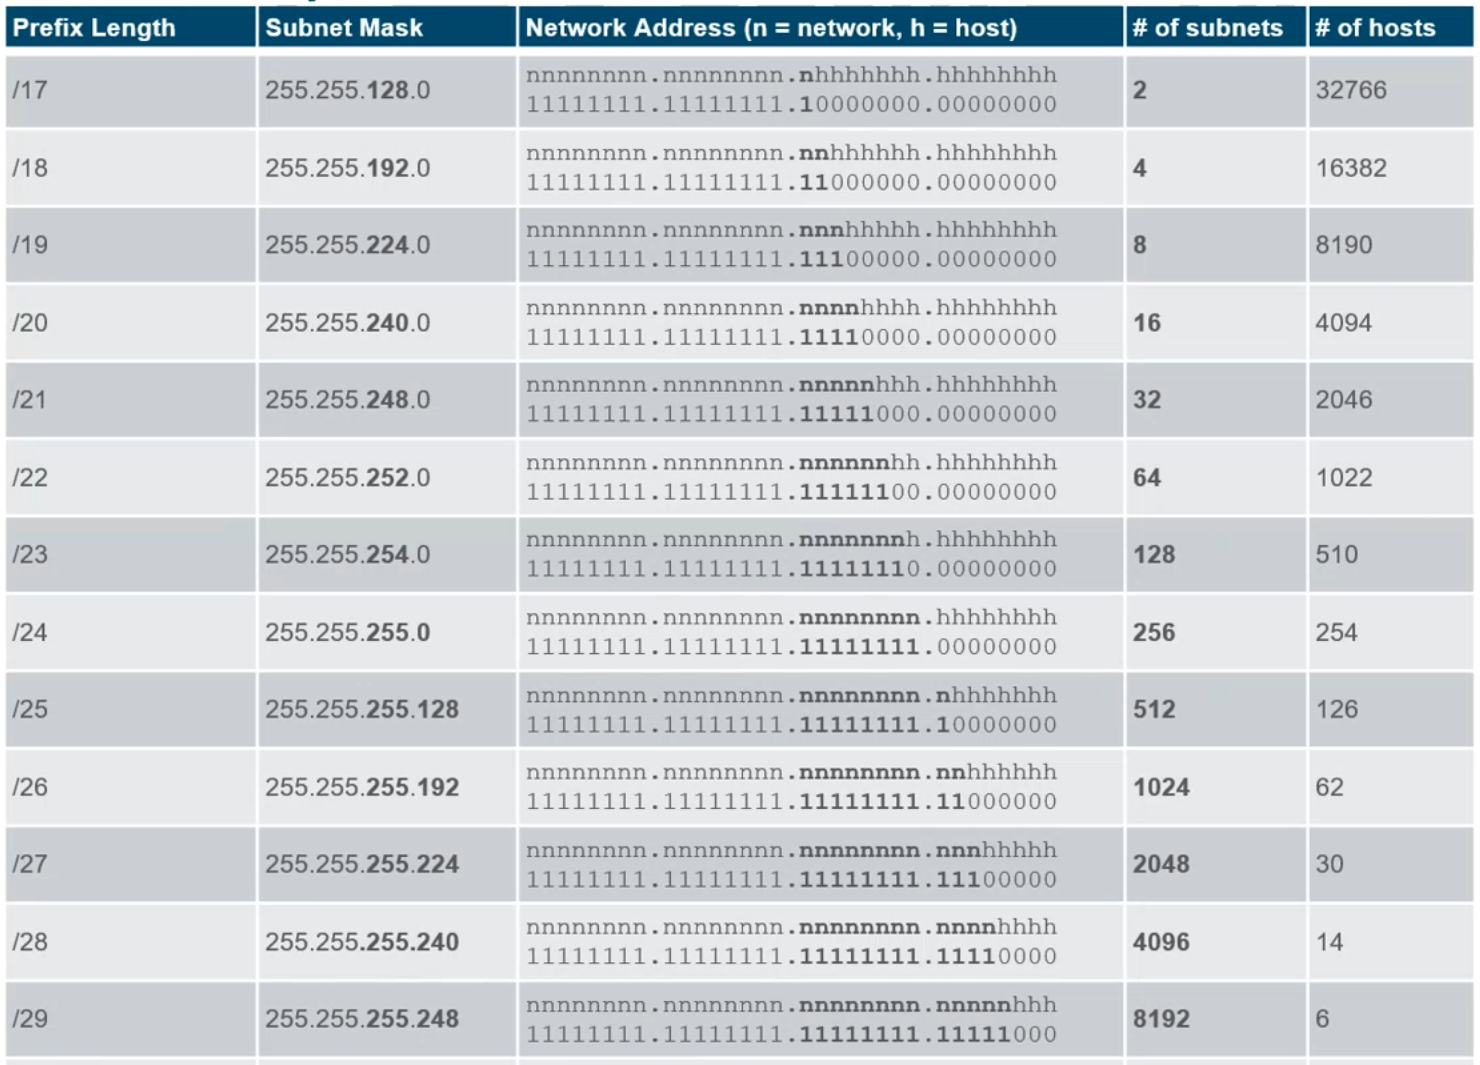 Prefix Length Subnet Mask Network Address (n = network, h = host) # of subnets # of hosts
/17 255.255.128.0 nnnnnnnn.nnnnnnnn.nhhhhhhh.hhhhhhhh 2 32766
11111111.11111111.10000000.00000000
/18 255.255.192.0 nnnnnnnn.nnnnnnnn.nnhhhhhh.hhhhhhhh 4 16382
11111111.11111111.11000000.00000000
/19 255.255.224.0 nnnnnnnn.nnnnnnnn.nnnhhhhh.hhhhhhhh 8 8190
11111111.11111111.11100000.00000000
/20 255.255.240.0 nnnnnnnn.nnnnnnnn.nnnnhhhh.hhhhhhhh 16 4094
11111111.11111111.11110000.00000000
/21 255.255.248.0 nnnnnnnn.nnnnnnnn.nnnnnhhh.hhhhhhhh 32 2046
11111111.11111111.11111000.00000000
/22 255.255.252.0 nnnnnnnn.nnnnnnnn.nnnnnnhh.hhhhhhhh 64 1022
11111111.11111111.11111100.00000000
/23 255.255.254.0 nnnnnnnn.nnnnnnnn.nnnnnnnh.hhhhhhhh 128 510
11111111.11111111.11111110.00000000
/24 255.255.255.0 nnnnnnnn.nnnnnnnn.nnnnnnnn.hhhhhhhh 256 254
11111111.11111111.11111111.00000000
/25 255.255.255.128 nnnnnnnn.nnnnnnnn.nnnnnnnn.nhhhhhhh 512 126
11111111.11111111.11111111.10000000
/26 255.255.255.192 nnnnnnnn.nnnnnnnn.nnnnnnnn.nnhhhhhh 1024 62
11111111.11111111.11111111.11000000
/27 255.255.255.224 nnnnnnnn.nnnnnnnn.nnnnnnnn.nnnhhhhh 2048 30
11111111.11111111.11111111.11100000
/28 255.255.255.240 nnnnnnnn.nnnnnnnn.nnnnnnnn.nnnnhhhh 4096 14
11111111.11111111.11111111.11110000
/29 255.255.255.248 nnnnnnnn.nnnnnnnn.nnnnnnnn.nnnnnhhh 8192 6
11111111.11111111.11111111.11111000